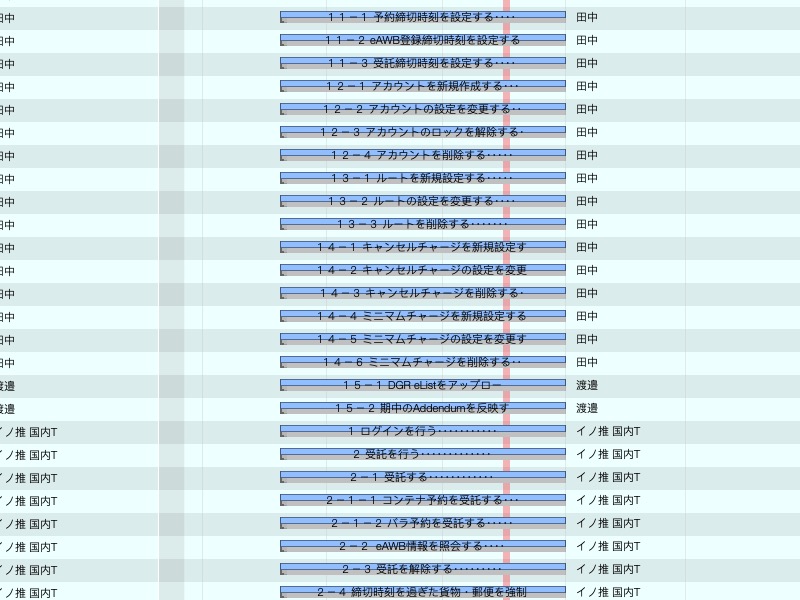 田中 11－1 予約締切時刻を設定する‥‥ 田中
田中 11－2 eAWB登録締切時刻を設定する 田中
田中 11－3 受託締切時刻を設定する‥‥ 田中
田中 12－1 アカウントを新規作成する‥· 田中
田中 12－2 アカウントの設定を変更する‥ 田中
田中 12－3 アカウントのロックを解除する· 田中
田中 12－4 アカウントを削除する‥‥· 田中
田中 13－1 ルートを新規設定する‥‥· 田中
田中 13－2 ルートの設定を変更する‥‥ 田中
田中 13－3 ルートを削除する‥‥‥· 田中
田中 14－1 キャンセルチャージを新規設定す 田中
田中 14－2 キャンセルチャージの設定を変更 田中
田中 14－3 キャンセルチャージを削除する· 田中
田中 14－4 ミニマムチャージを新規設定する 田中
田中 14－5 ミニマムチャージの設定を変更す 田中
田中 14－6 ミニマムチャージを削除する‥ 田中
渡邉 15－1 DGR eListをアップロー 渡邉
渡邉 15－2 期中のAddendumを反映す 渡邉
イノ推 国内T 1 ログインを行う‥‥‥‥‥· イノ推 国内T
イノ推 国内T 2 受託を行う‥‥‥‥‥‥· イノ推 国内T
イノ推 国内T 2－1 受託する‥‥‥‥‥‥ イノ推 国内T
イノ推 国内T 2－1－1 コンテナ予約を受託する‥· イノ推 国内T
イノ推 国内T 2－1－2 バラ予約を受託する‥‥· イノ推 国内T
イノ推 国内T 2－2 eAWB情報を照会する‥‥ イノ推 国内T
イノ推 国内T 2－3 受託を解除する‥‥‥‥· イノ推 国内T
イノ推 国内T 2－4 締切時刻を過ぎた貨物・郵便を強制 イノ推 国内T